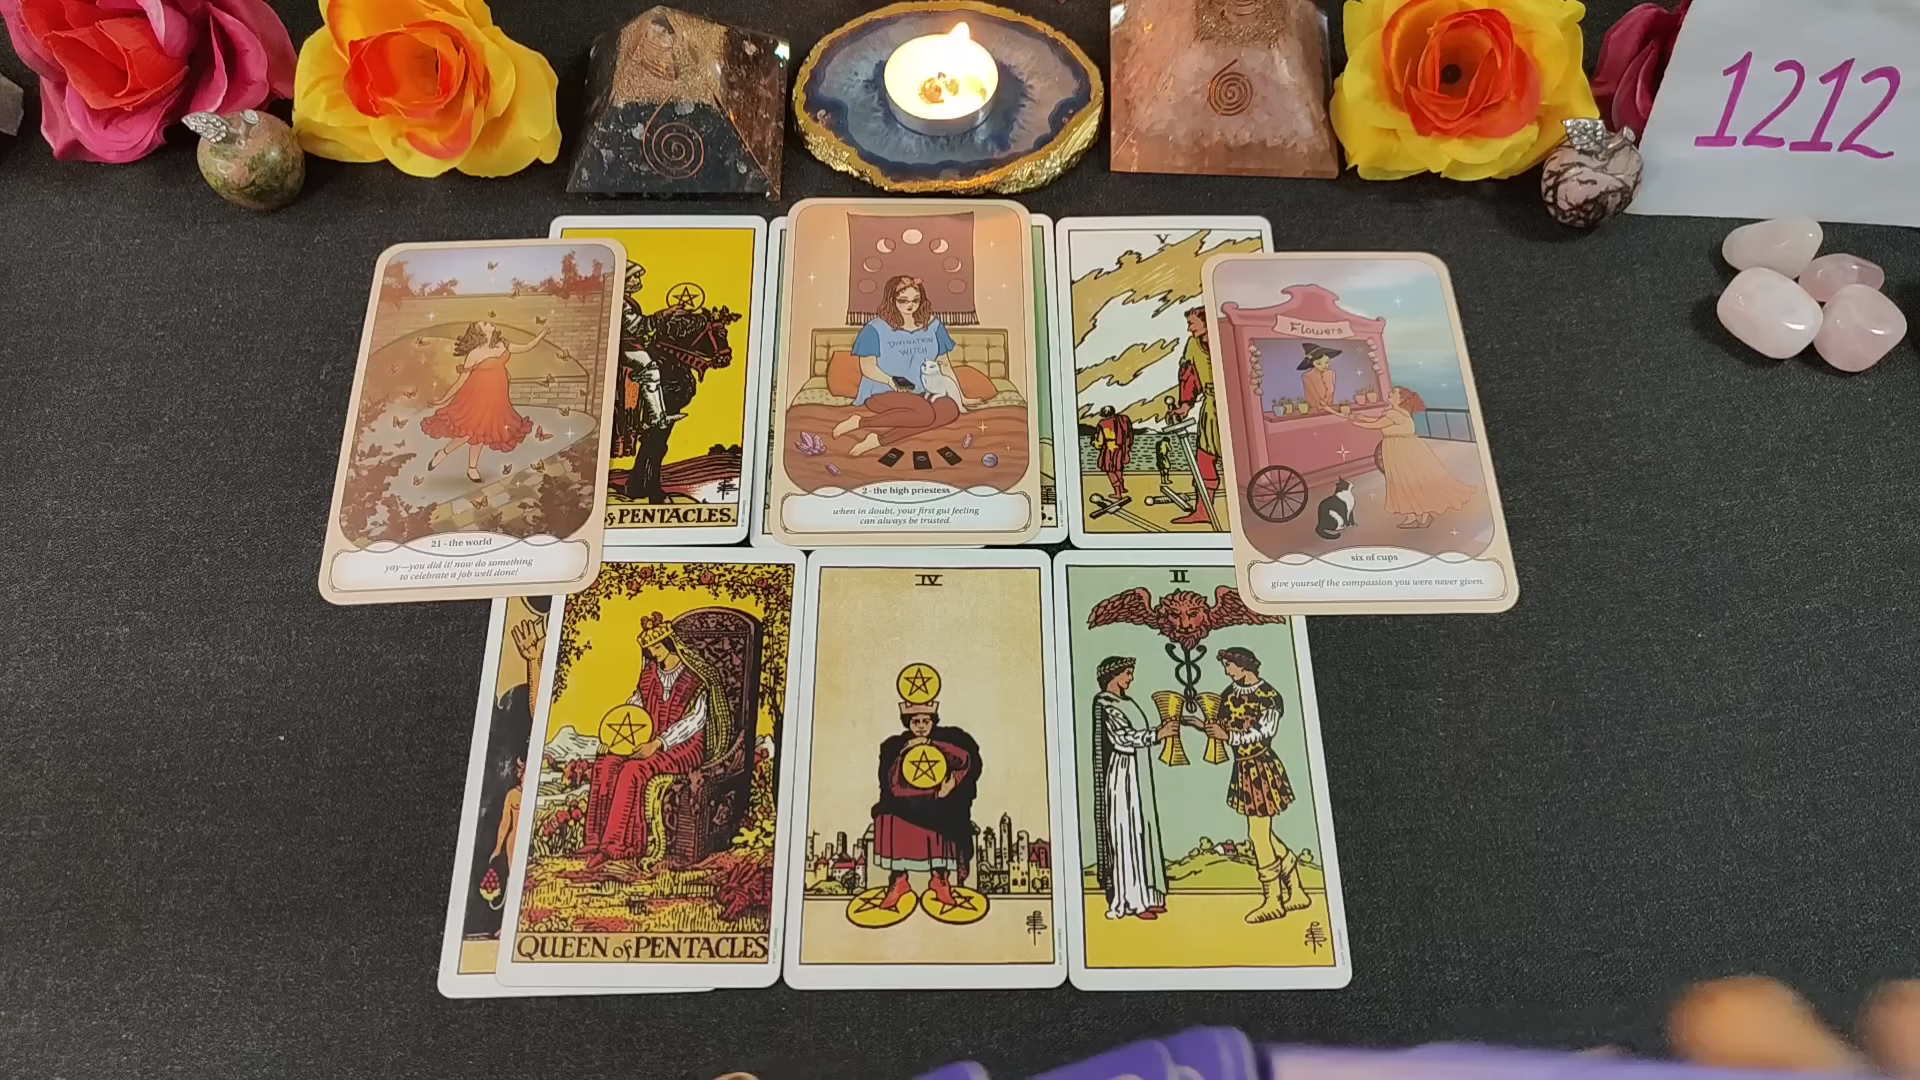 1212
V
Flowers
DIVINATION
WITCH
of PENTACLES.
2 - the high priestess
when in doubt, your first gut feeling
can always be trusted.
21 - the world
yay—you did it! now do something
to celebrate a job well done!
six of cups
give yourself the compassion you were never given.
IV
II
QUEEN of PENTACLES